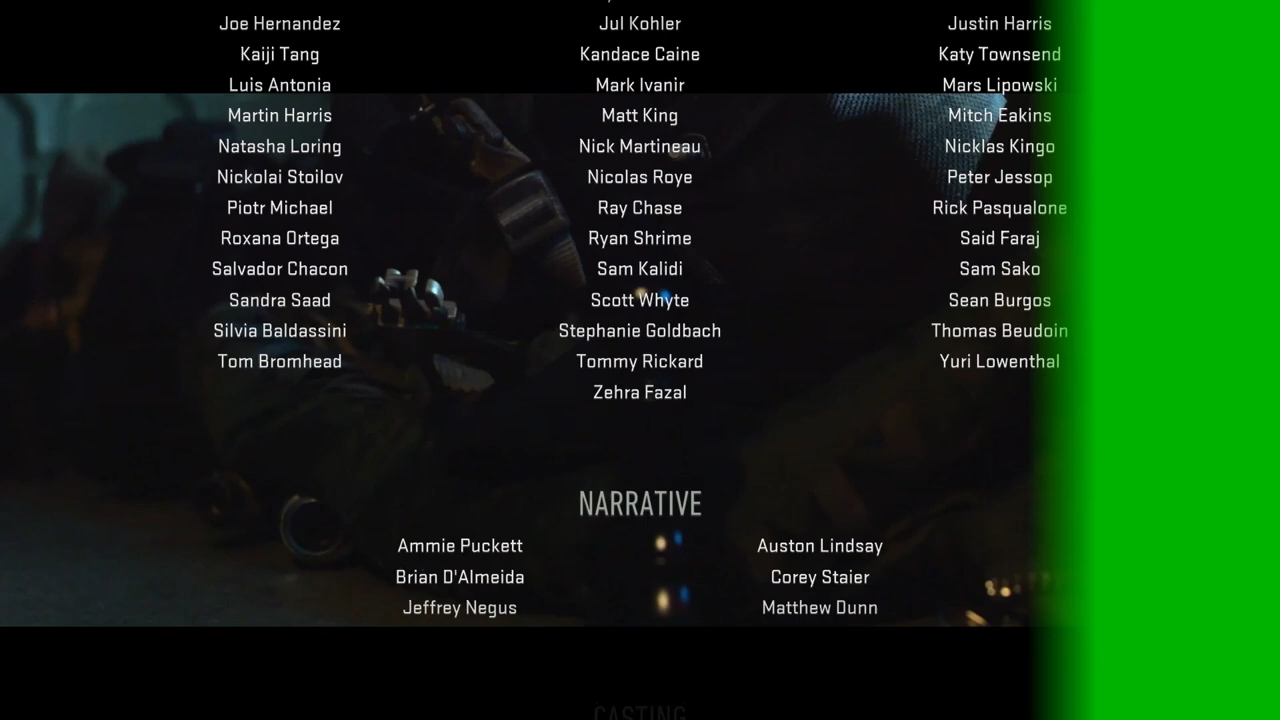 Joe Hernandez Jul Kohler Justin Harris
Kaiji Tang Kandace Caine Katy Townsend
Luis Antonia Mark Ivanir Mars Lipowski
Martin Harris Matt King Mitch Eakins
Natasha Loring Nick Martineau Nicklas Kingo
Nickolai Stoilov Nicolas Roye Peter Jessop
Piotr Michael Ray Chase Rick Pasqualone
Roxana Ortega Ryan Shrime Said Faraj
Salvador Chacon Sam Kalidi Sam Sako
Sandra Saad Scott Whyte Sean Burgos
Silvia Baldassini Stephanie Goldbach Thomas Beudoin
Tom Bromhead Tommy Rickard Yuri Lowenthal
Zehra Fazal
NARRATIVE
Ammie Puckett Auston Lindsay
Brian D'Almeida Corey Staier
Jeffrey Negus Matthew Dunn
CASTING